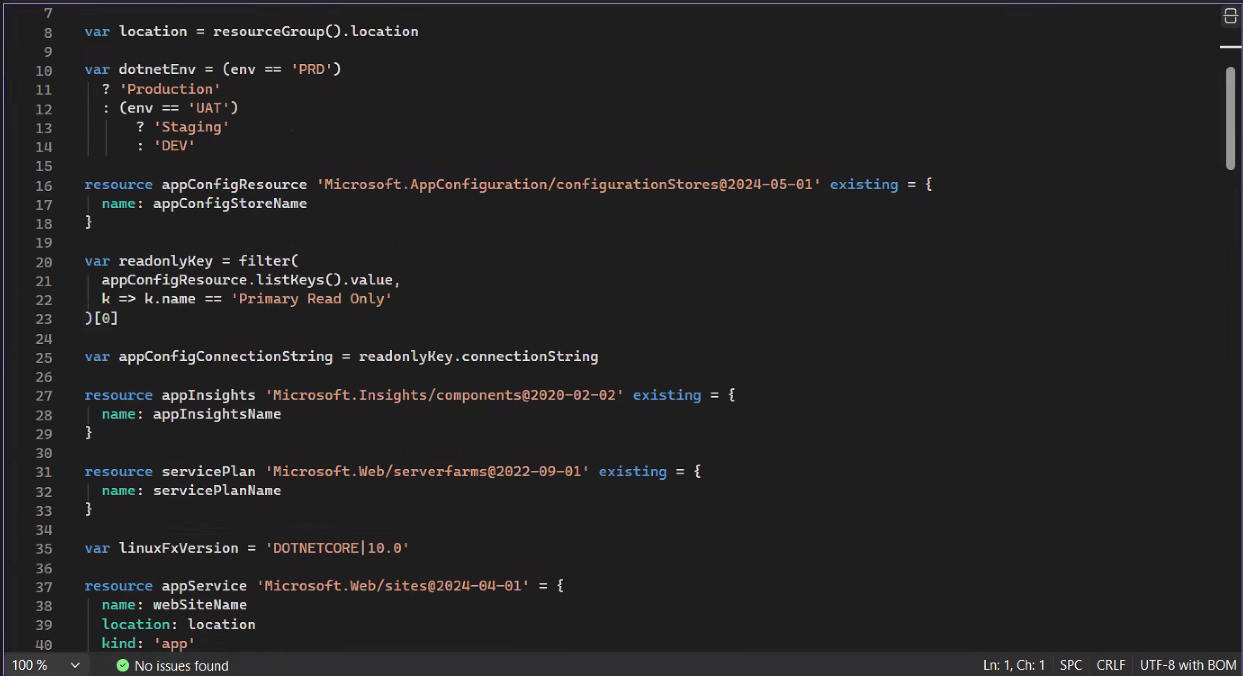 7
8 var location = resourceGroup().location
9
10 var dotnetEnv = (env == 'PRD')
11 ? 'Production'
12 : (env == 'UAT')
13 ? 'Staging'
14 : 'DEV'
15
16 resource appConfigResource 'Microsoft.AppConfiguration/configurationStores@2024-05-01' existing = {
17 name: appConfigStoreName
18 }
19
20 var readonlyKey = filter(
21 appConfigResource.listKeys().value,
22 k => k.name == 'Primary Read Only'
23 )[0]
24
25 var appConfigConnectionString = readonlyKey.connectionString
26
27 resource appInsights 'Microsoft.Insights/components@2020-02-02' existing = {
28 name: appInsightsName
29 }
30
31 resource servicePlan 'Microsoft.Web/serverfarms@2022-09-01' existing = {
32 name: servicePlanName
33 }
34
35 var linuxFxVersion = 'DOTNETCORE|10.0'
36
37 resource appService 'Microsoft.Web/sites@2024-04-01' = {
38 name: webSiteName
39 location: location
40 kind: 'app'
100 % No issues found Ln: 1, Ch: 1 SPC CRLF UTF-8 with BOM